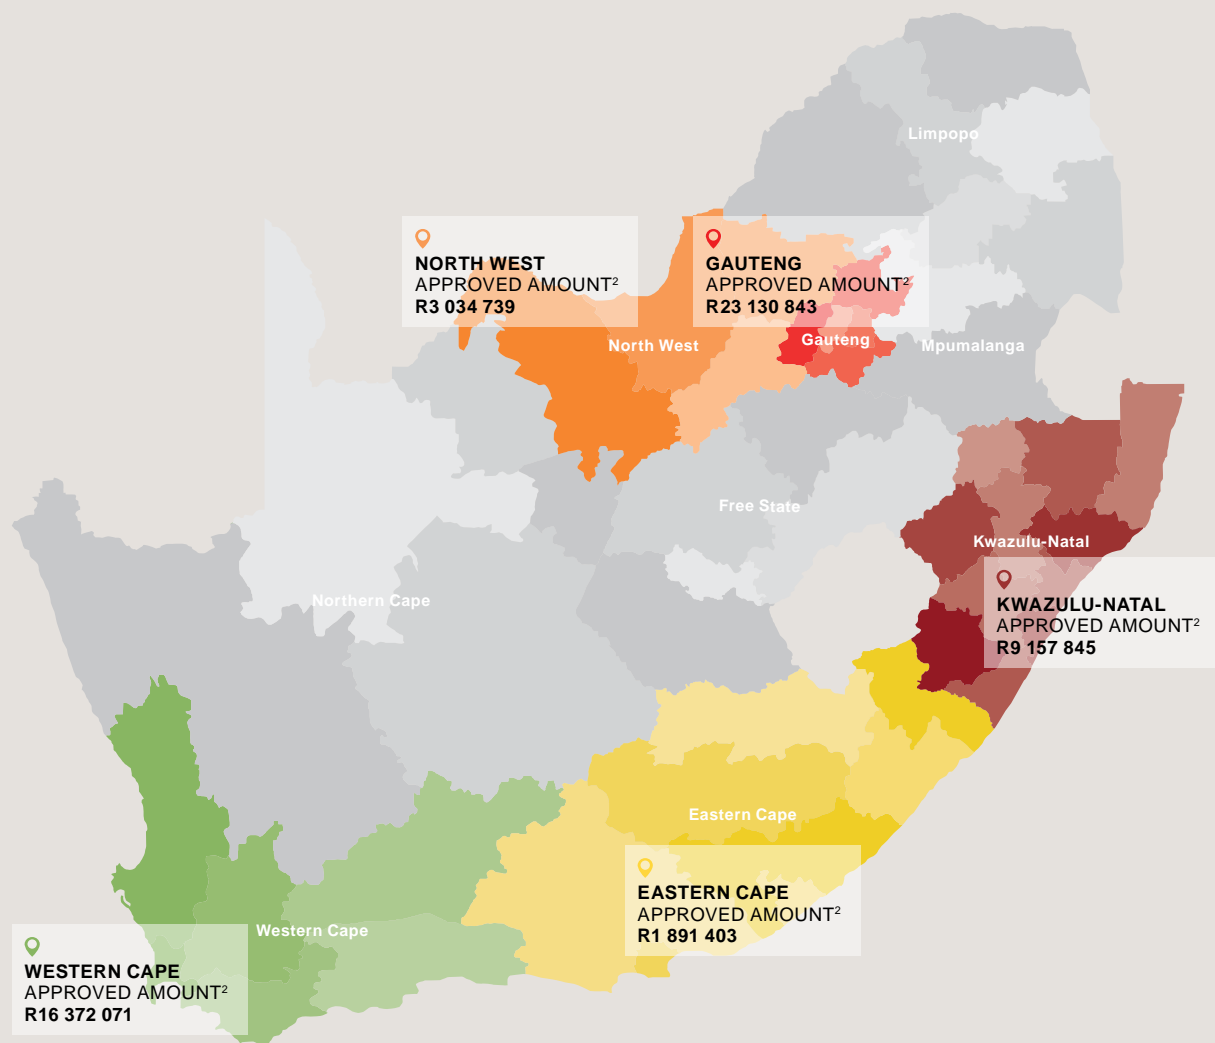 Limpopo
NORTH WEST
APPROVED AMOUNT²
R3 034 739
GAUTENG
APPROVED AMOUNT²
R23 130 843
North West
Gauteng
Mpumalanga
Free State
Kwazulu-Natal
KWAZULU-NATAL
APPROVED AMOUNT²
R9 157 845
Northern Cape
Eastern Cape
EASTERN CAPE
APPROVED AMOUNT²
R1 891 403
Western Cape
WESTERN CAPE
APPROVED AMOUNT²
R16 372 071